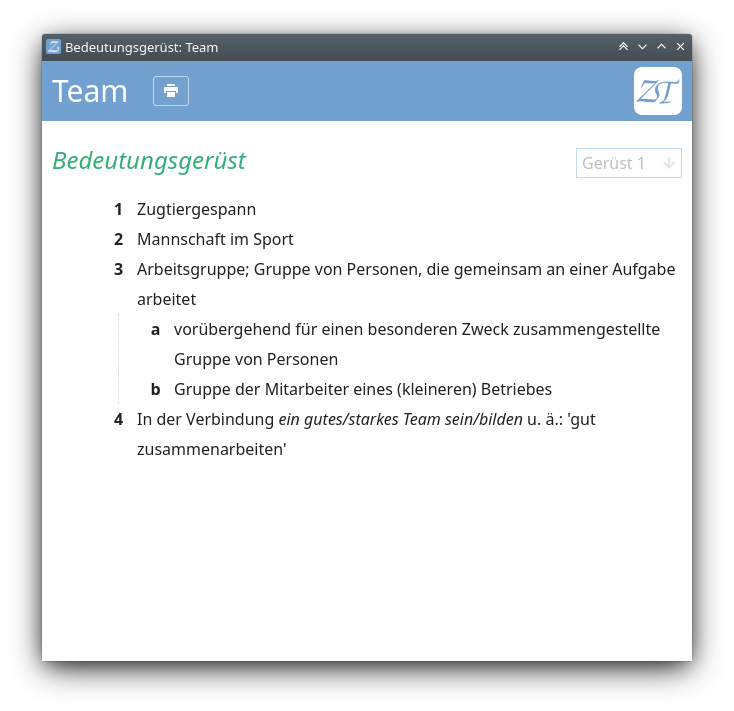 Bedeutungsgerüst: Team
Team
ZT
Bedeutungsgerüst
Gerüst 1
1 Zugtiergespann
2 Mannschaft im Sport
3 Arbeitsgruppe; Gruppe von Personen, die gemeinsam an einer Aufgabe
arbeitet
a vorübergehend für einen besonderen Zweck zusammengestellte
Gruppe von Personen
b Gruppe der Mitarbeiter eines (kleineren) Betriebes
4 In der Verbindung ein gutes/starkes Team sein/bilden u. ä.: 'gut
zusammenarbeiten'